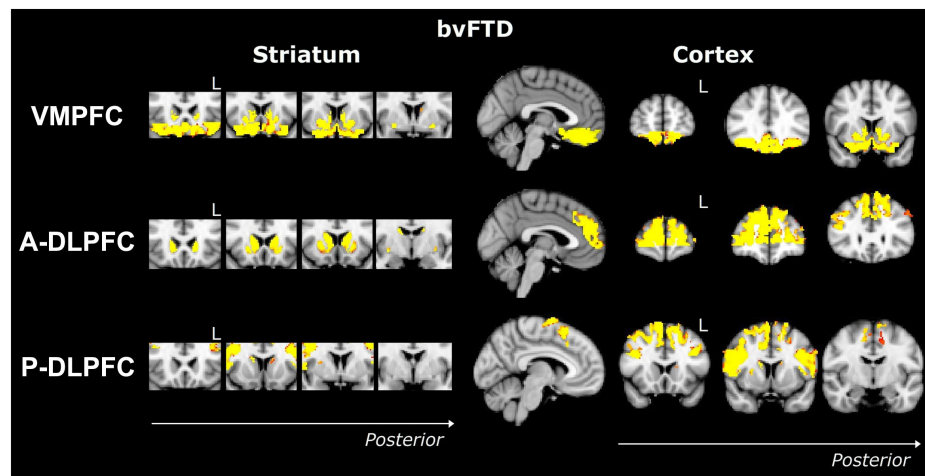 bvFTD
Striatum
Cortex
L
L
VMPFC
L
A-DLPFC
L
L
P-DLPFC
L
Posterior
Posterior